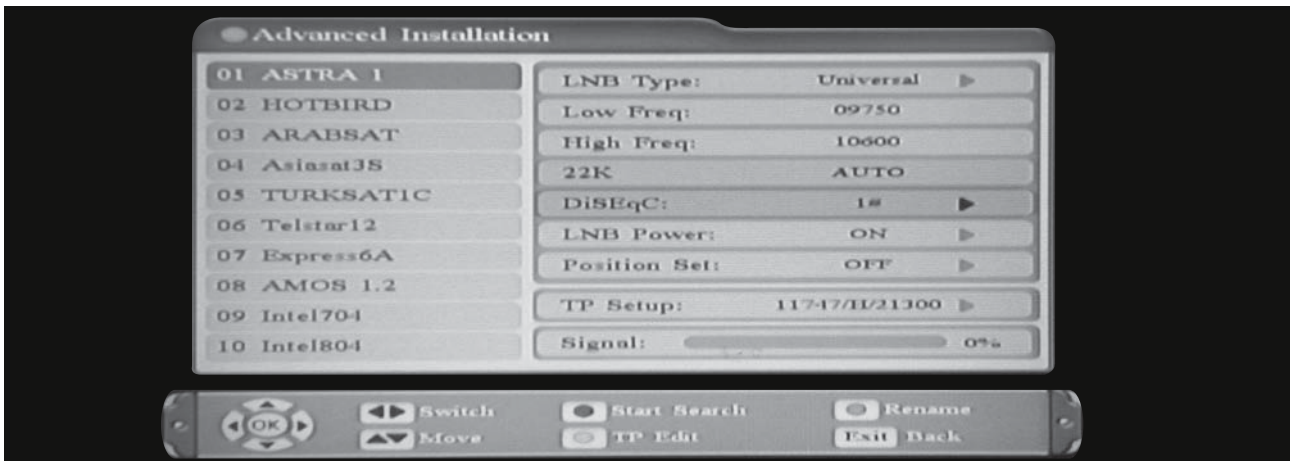 Advanced Installation
01 ASTRA 1
02 HOTBIRD
03 ARABSAT
04 Asiasat3S
05 TURKSAT1C
06 Telstar12
07 Express6A
08 AMOS 1.2
09 Intel704
10 Intel804
LNB Type: Universal
Low Freq: 09750
High Freq: 10600
22K AUTO
DiSEqC: 1#
LNB Power: ON
Position Set: OFF
TP Setup: 11747/H/21300
Signal: 0%
OK
Switch
Move
Start Search
TP Edit
Rename
Exit Back